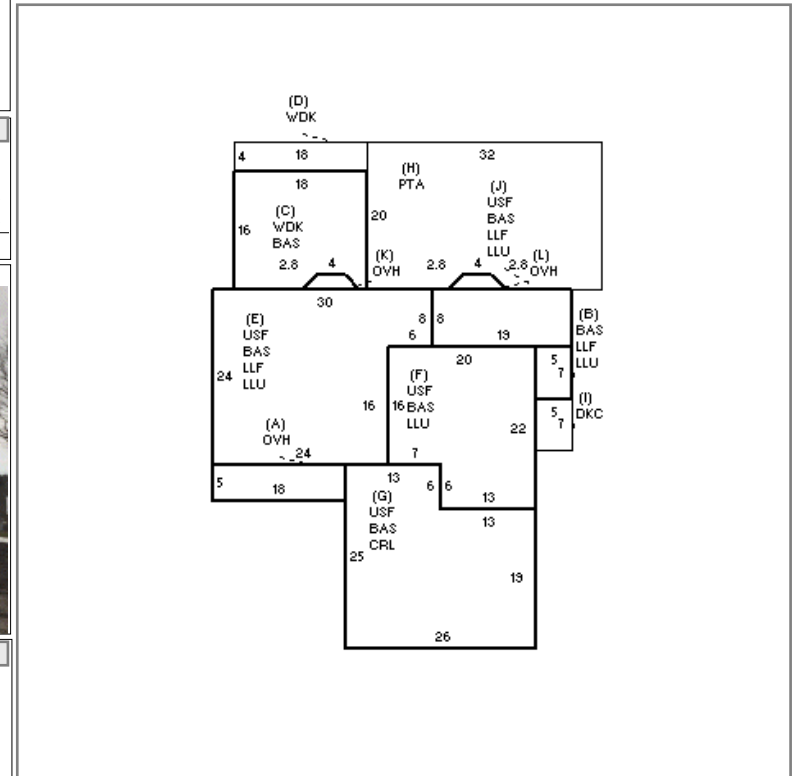 (D)
WDK
4 18 32
18
(H)
PTA
(J)
USF
BAS
LLF
LLU
(C)
WDK
BAS
16
20
(K)
OVH
(L)
OVH
2.8 4
2.8 4 2.8
30
8 8
6
19
(B)
BAS
LLF
LLU
(E)
USF
BAS
LLF
LLU
24
20
5
7
(F)
USF
BAS
LLU
16 16
22
(I)
DKC
5
7
(A)
OVH
24
7
5 18
13
6 6
13
(G)
USF
BAS
CRL
13
25
19
26